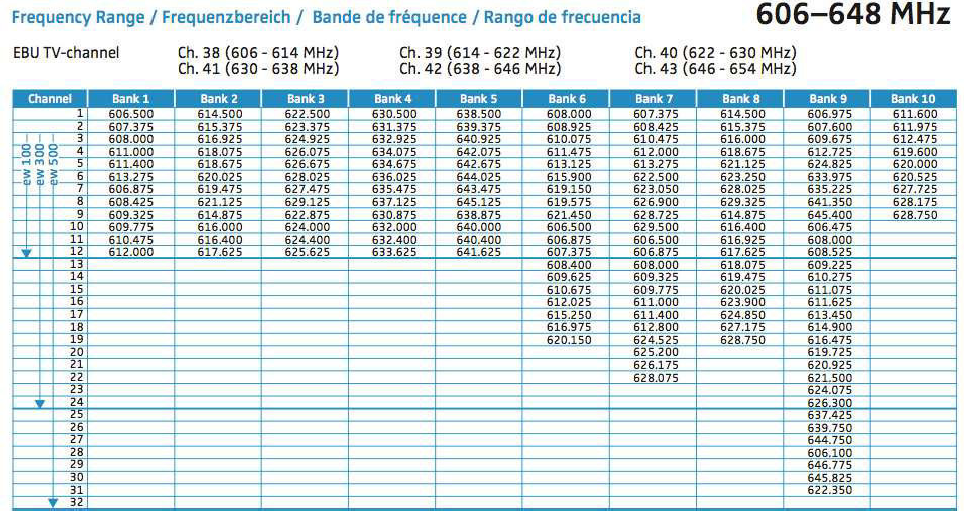 Frequency Range / Frequenzbereich / Bande de fréquence / Rango de frecuencia 606–648 MHz
EBU TV-channel Ch. 38 (606 - 614 MHz) Ch. 39 (614 - 622 MHz) Ch. 40 (622 - 630 MHz)
Ch. 41 (630 - 638 MHz) Ch. 42 (638 - 646 MHz) Ch. 43 (646 - 654 MHz)
Channel Bank 1 Bank 2 Bank 3 Bank 4 Bank 5 Bank 6 Bank 7 Bank 8 Bank 9 Bank 10
1 606.500 614.500 622.500 630.500 638.500 608.000 607.375 614.500 606.975 611.600
2 607.375 615.375 623.375 631.375 639.375 608.925 608.425 615.375 607.600 611.975
3 608.000 616.925 624.925 632.925 640.925 610.075 610.475 616.000 609.675 612.475
4 611.000 618.075 626.075 634.075 642.075 611.475 612.000 618.675 612.725 619.600
5 611.400 618.675 626.675 634.675 642.675 613.125 613.275 621.125 624.825 620.000
6 613.275 620.025 628.025 636.025 644.025 615.900 622.500 623.250 633.975 620.525
7 606.875 619.475 627.475 635.475 643.475 619.150 623.050 628.025 635.225 627.725
8 608.425 621.125 629.125 637.125 645.125 619.575 626.900 629.325 641.350 628.175
9 609.325 614.875 622.875 630.875 638.875 621.450 628.725 614.875 645.400 628.750
10 609.775 616.000 624.000 632.000 640.000 606.500 629.500 616.400 606.475
11 610.475 616.400 624.400 632.400 640.400 606.875 606.500 616.925 608.000
12 612.000 617.625 625.625 633.625 641.625 607.375 606.875 617.625 608.525
13 608.400 608.000 618.075 609.225
14 609.625 609.325 619.475 610.275
15 610.675 609.775 620.025 611.075
16 612.025 611.000 623.900 611.625
17 615.250 611.400 624.850 613.450
18 616.975 612.800 627.175 614.900
19 620.150 624.525 628.750 616.475
20 625.200 619.725
21 626.175 620.925
22 628.075 621.500
23 624.075
24 626.300
25 637.425
26 639.750
27 644.750
28 606.100
29 646.775
30 645.825
31 622.350
32
ew 100
ew 300
ew 500